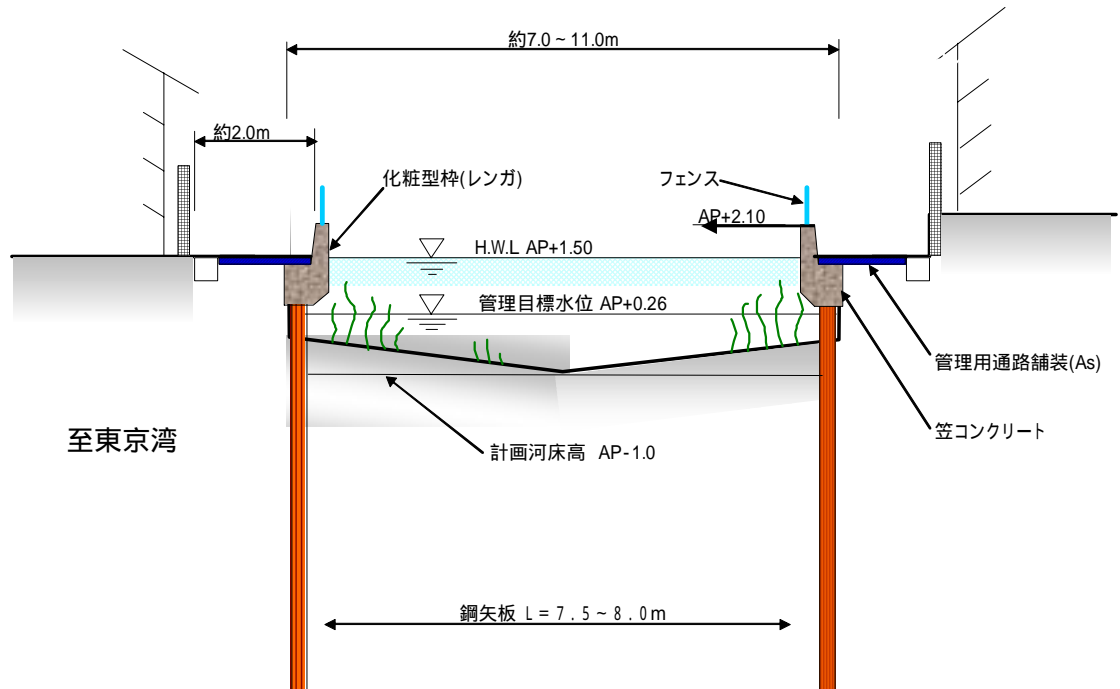 約7.0～11.0m
約2.0m
化粧型枠(レンガ)
フェンス
AP+2.10
H.W.L AP+1.50
管理目標水位 AP+0.26
管理用通路舗装(As)
笠コンクリート
至東京湾
計画河床高 AP-1.0
鋼矢板 L＝７.５～８.０m